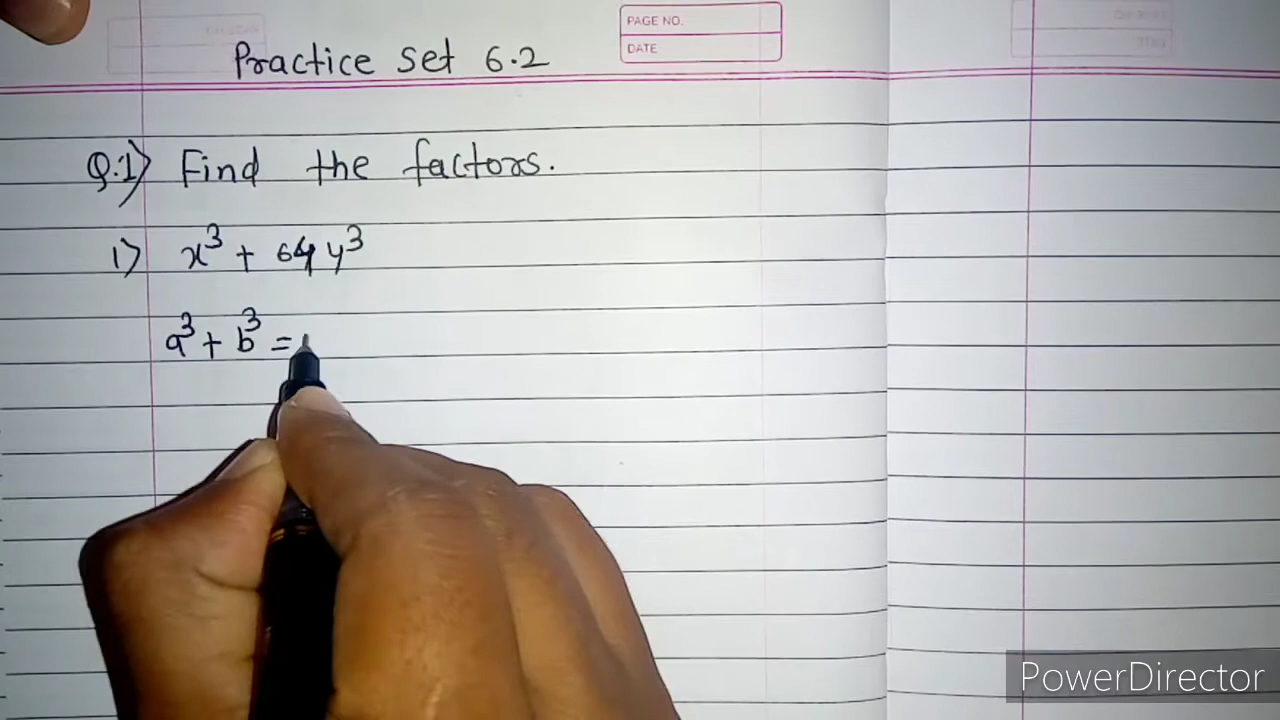 PAGE NO.
DATE
Practice Set 6.2
Q.1) Find the factors.
1) x³ + 64y³
a³ + b³ =
PowerDirector